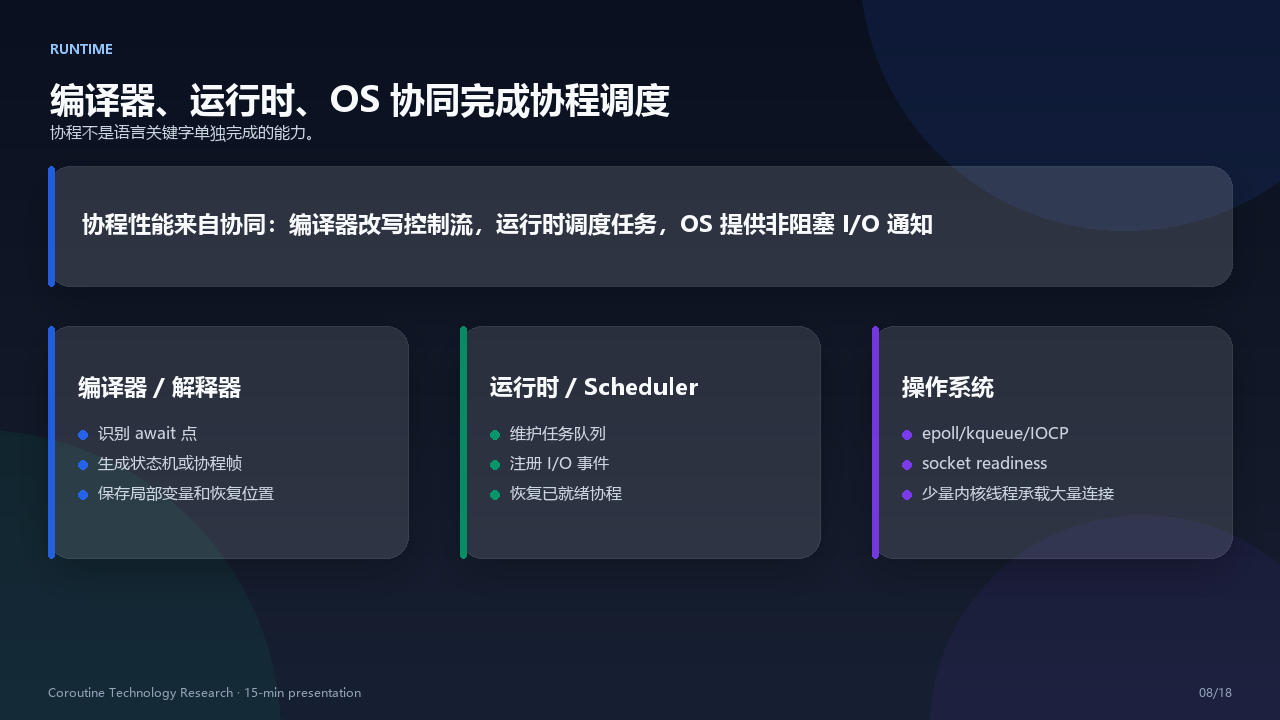 RUNTIME
编译器、运行时、OS 协同完成协程调度
协程不是语言关键字单独完成的能力。
协程性能来自协同：编译器改写控制流，运行时调度任务，OS 提供非阻塞 I/O 通知
编译器 / 解释器
识别 await 点
生成状态机或协程帧
保存局部变量和恢复位置
运行时 / Scheduler
维护任务队列
注册 I/O 事件
恢复已就绪协程
操作系统
epoll/kqueue/IOCP
socket readiness
少量内核线程承载大量连接
Coroutine Technology Research · 15-min presentation
08/18